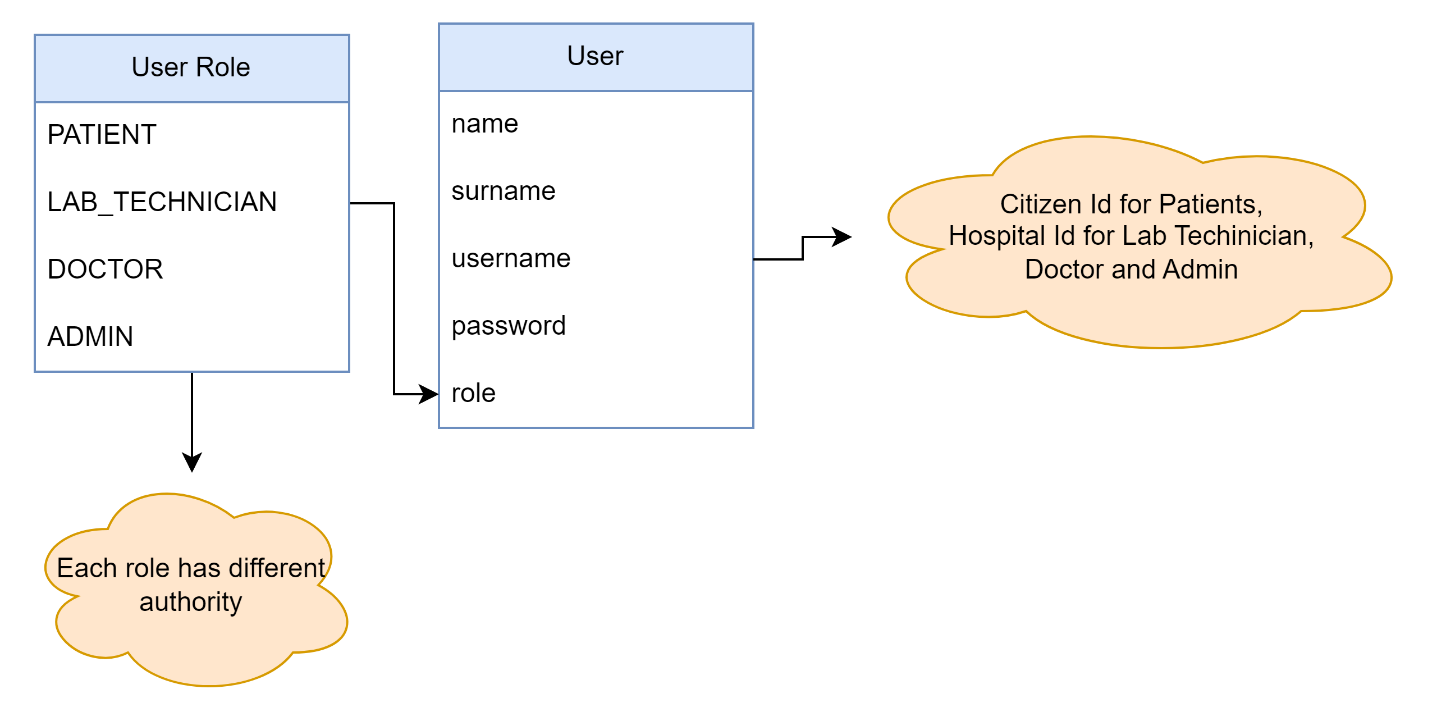 User Role
PATIENT
LAB_TECHNICIAN
DOCTOR
ADMIN
User
name
surname
username
password
role
Citizen Id for Patients,
Hospital Id for Lab Techinician,
Doctor and Admin
Each role has different
authority